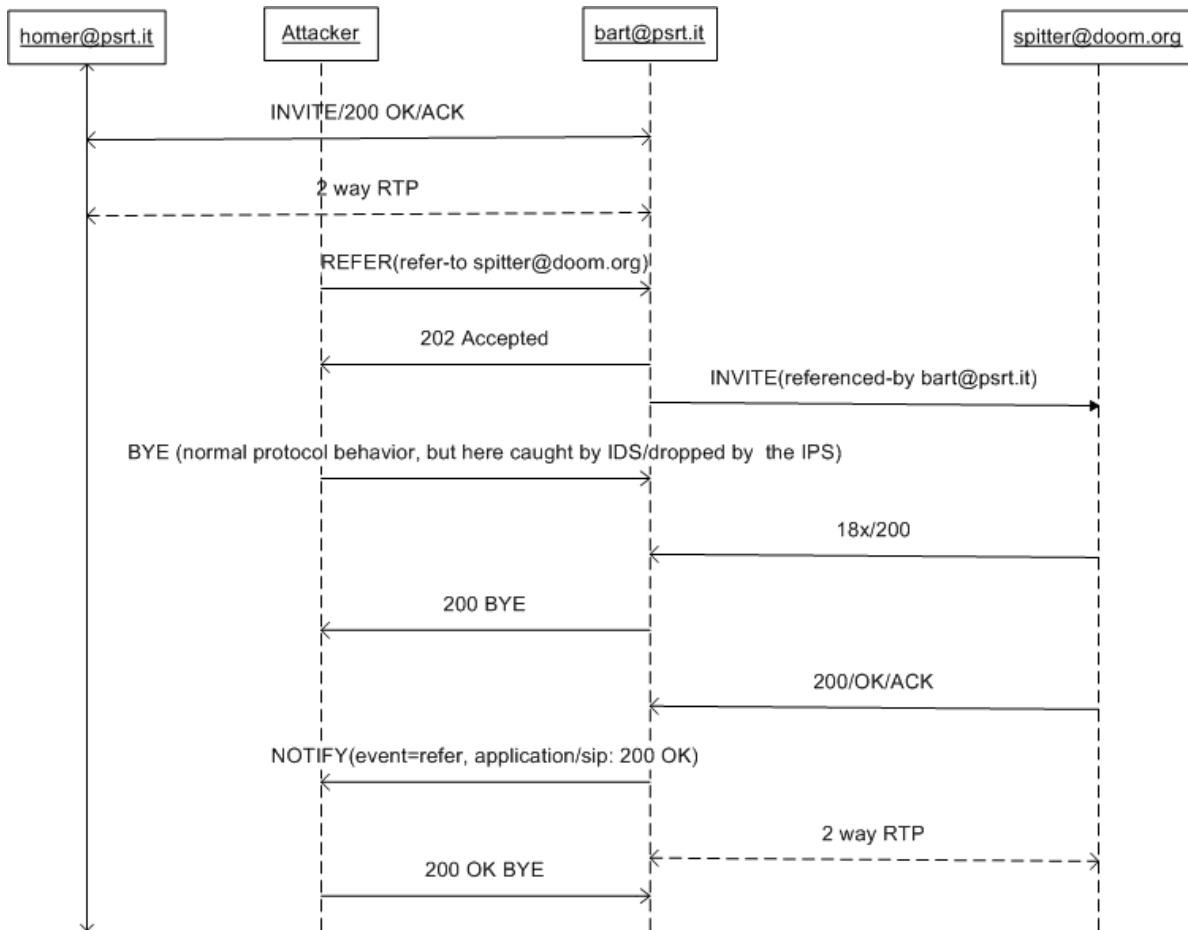 homer@psrt.it
Attacker
bart@psrt.it
spitter@doom.org
INVITE/200 OK/ACK
2 way RTP
REFER(refer-to spitter@doom.org)
202 Accepted
INVITE(referenced-by bart@psrt.it)
BYE (normal protocol behavior, but here caught by IDS/dropped by the IPS)
18x/200
200 BYE
200/OK/ACK
NOTIFY(event=refer, application/sip: 200 OK)
2 way RTP
200 OK BYE